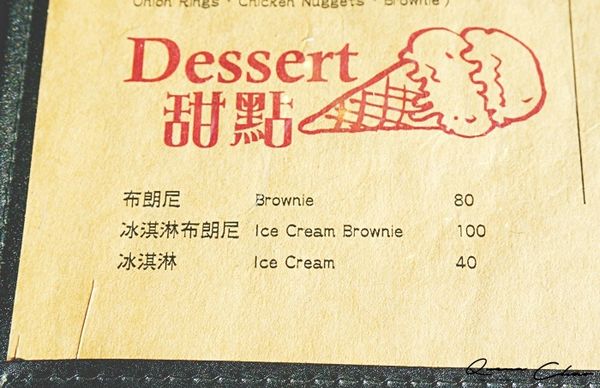 Onion Rings、Chicken Nuggets、Brownie)
Dessert
甜點
布朗尼 Brownie 80
冰淇淋布朗尼 Ice Cream Brownie 100
冰淇淋 Ice Cream 40